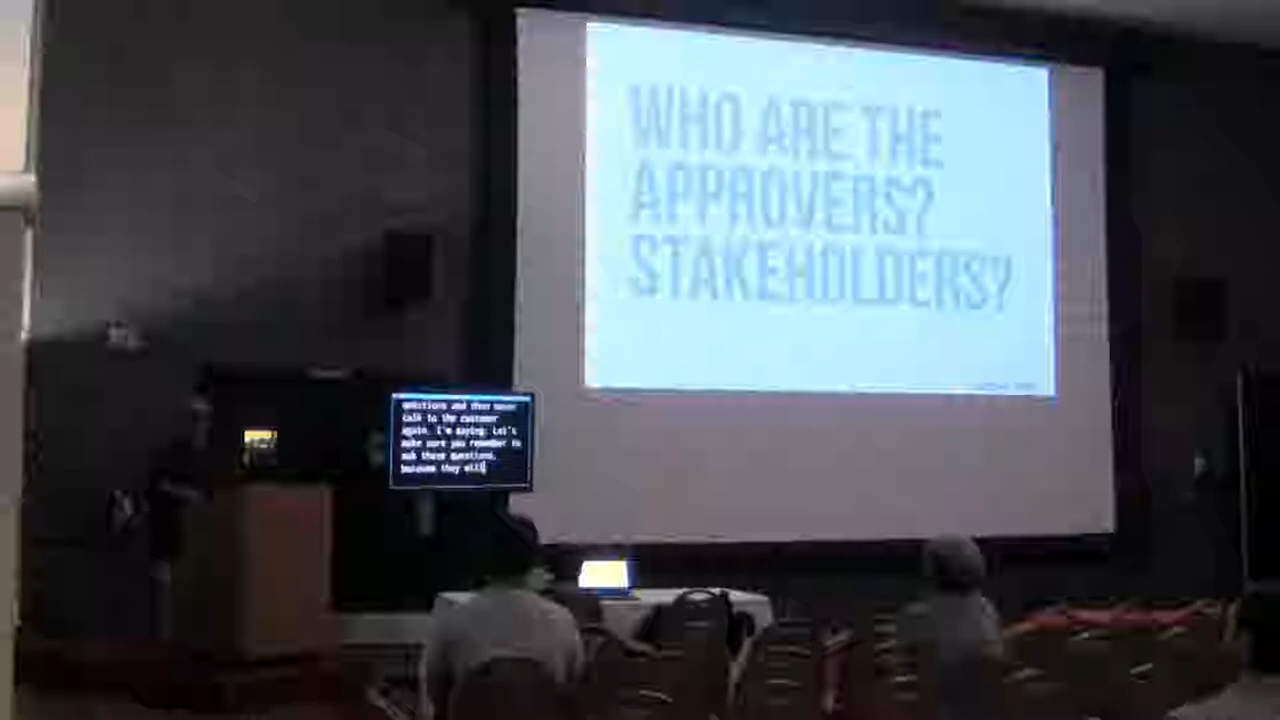 WHO ARE THE
APPROVERS?
STAKEHOLDERS?
questions and then never
talk to the customer
again. I'm saying: Let's
make sure you remember to
ask these questions,
because they will